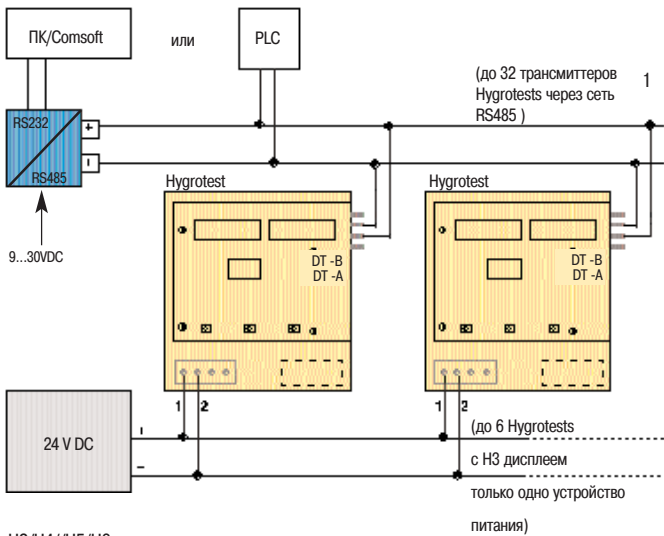 ПК/Comsoft
или
PLC
(до 32 трансмиттеров
Hygrotests через сеть
RS485 )
1
RS232
+
-
RS485
9...30VDC
Hygrotest
DT -B
DT -A
Hygrotest
DT -B
DT -A
1 2
1 2
24 V DC
(до 6 Hygrotests
с H3 дисплеем
только одно устройство
питания)